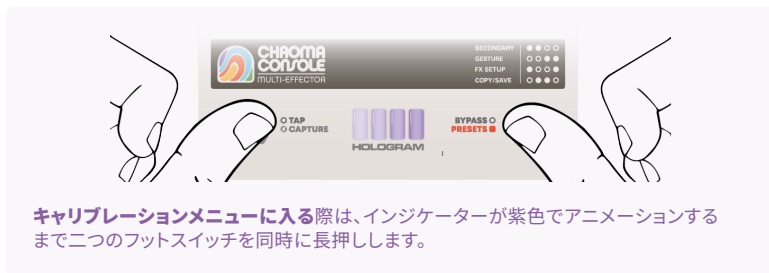 CHROMA
CONSOLE
MULTI-EFFECTOR
SECONDARY
GESTURE
FX SETUP
COPY/SAVE
TAP
CAPTURE
BYPASS
PRESETS
HOLOGRAM
キャリブレーションメニューに入る際は、インジケーターが紫色でアニメーションする
まで二つのフットスイッチを同時に長押しします。